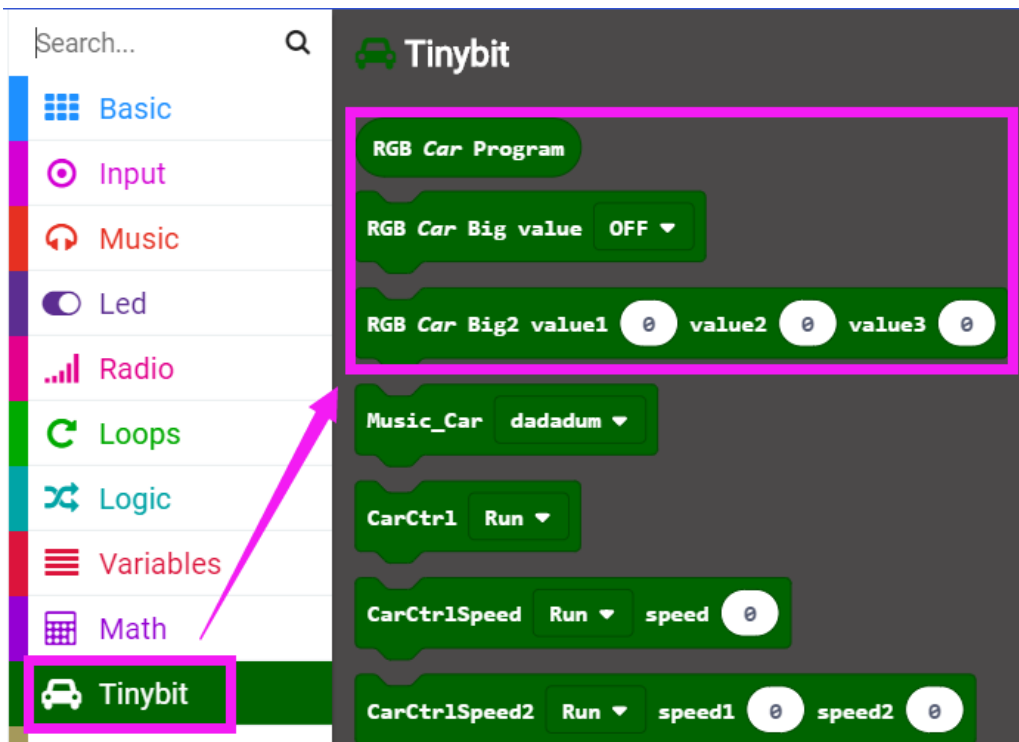 Search...
Basic
Input
Music
Led
Radio
Loops
Logic
Variables
Math
Tinybit
Tinybit
RGB Car Program
RGB Car Big value OFF
RGB Car Big2 value1 0 value2 0 value3 0
Music_Car dadadum
CarCtrl Run
CarCtrlSpeed Run speed 0
CarCtrlSpeed2 Run speed1 0 speed2 0